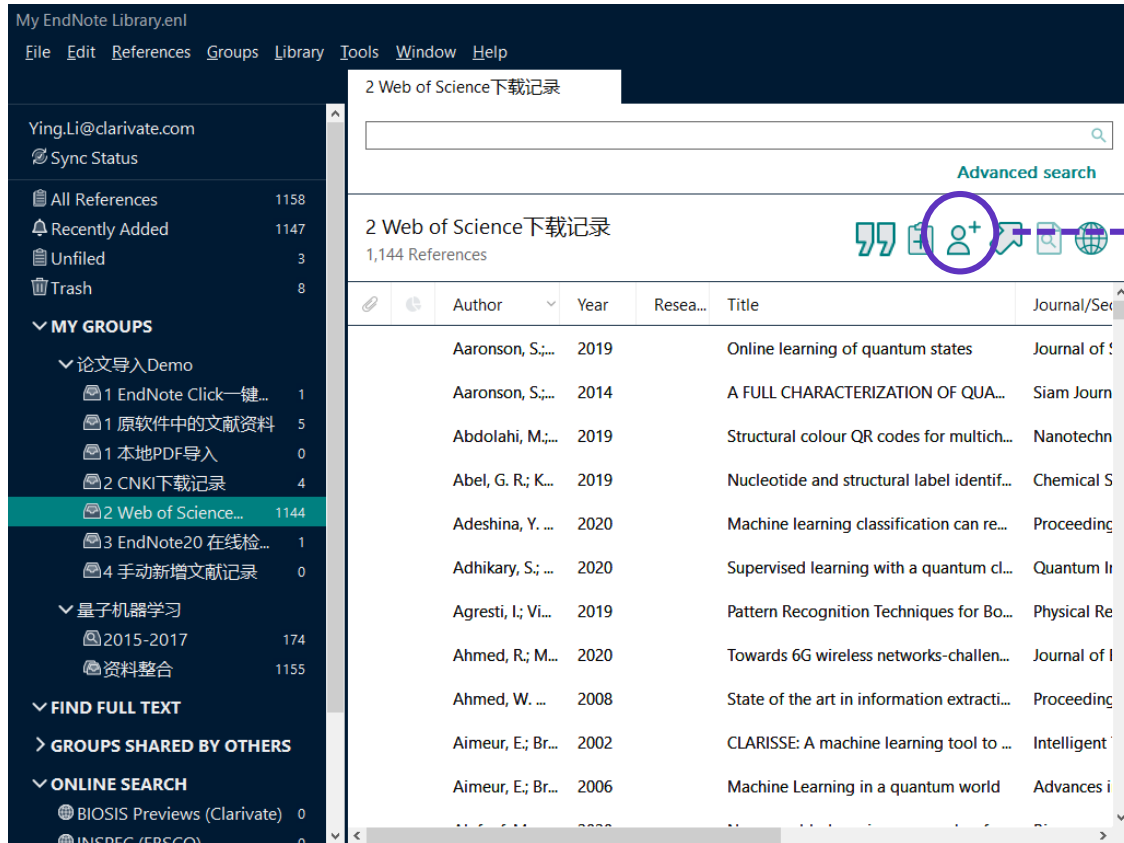 My EndNote Library.enl
File Edit References Groups Library Tools Window Help
2 Web of Science下载记录
Ying.Li@clarivate.com
Sync Status
All References 1158
Recently Added 1147
Unfiled 3
Trash 8
MY GROUPS
论文导入Demo
1 EndNote Click一键... 1
1 原软件中的文献资料 5
1 本地PDF导入 0
2 CNKI下载记录 4
2 Web of Science... 1144
3 EndNote20 在线检... 1
4 手动新增文献记录 0
量子机器学习
2015-2017 174
资料整合 1155
FIND FULL TEXT
GROUPS SHARED BY OTHERS
ONLINE SEARCH
BIOSIS Previews (Clarivate) 0
INSPEC (EBSCO) 0
Advanced search
2 Web of Science下载记录
1,144 References
Author Year Resea... Title Journal/Sec
Aaronson, S.;... 2019 Online learning of quantum states Journal of S
Aaronson, S.;... 2014 A FULL CHARACTERIZATION OF QUA... Siam Journ
Abdolahi, M.;... 2019 Structural colour QR codes for multich... Nanotechn
Abel, G. R.; K... 2019 Nucleotide and structural label identif... Chemical S
Adeshina, Y. ... 2020 Machine learning classification can re... Proceeding
Adhikary, S.; ... 2020 Supervised learning with a quantum cl... Quantum In
Agresti, I.; Vi... 2019 Pattern Recognition Techniques for Bo... Physical Re
Ahmed, R.; M... 2020 Towards 6G wireless networks-challen... Journal of I
Ahmed, W. ... 2008 State of the art in information extracti... Proceeding
Aimeur, E.; Br... 2002 CLARISSE: A machine learning tool to ... Intelligent
Aimeur, E.; Br... 2006 Machine Learning in a quantum world Advances i